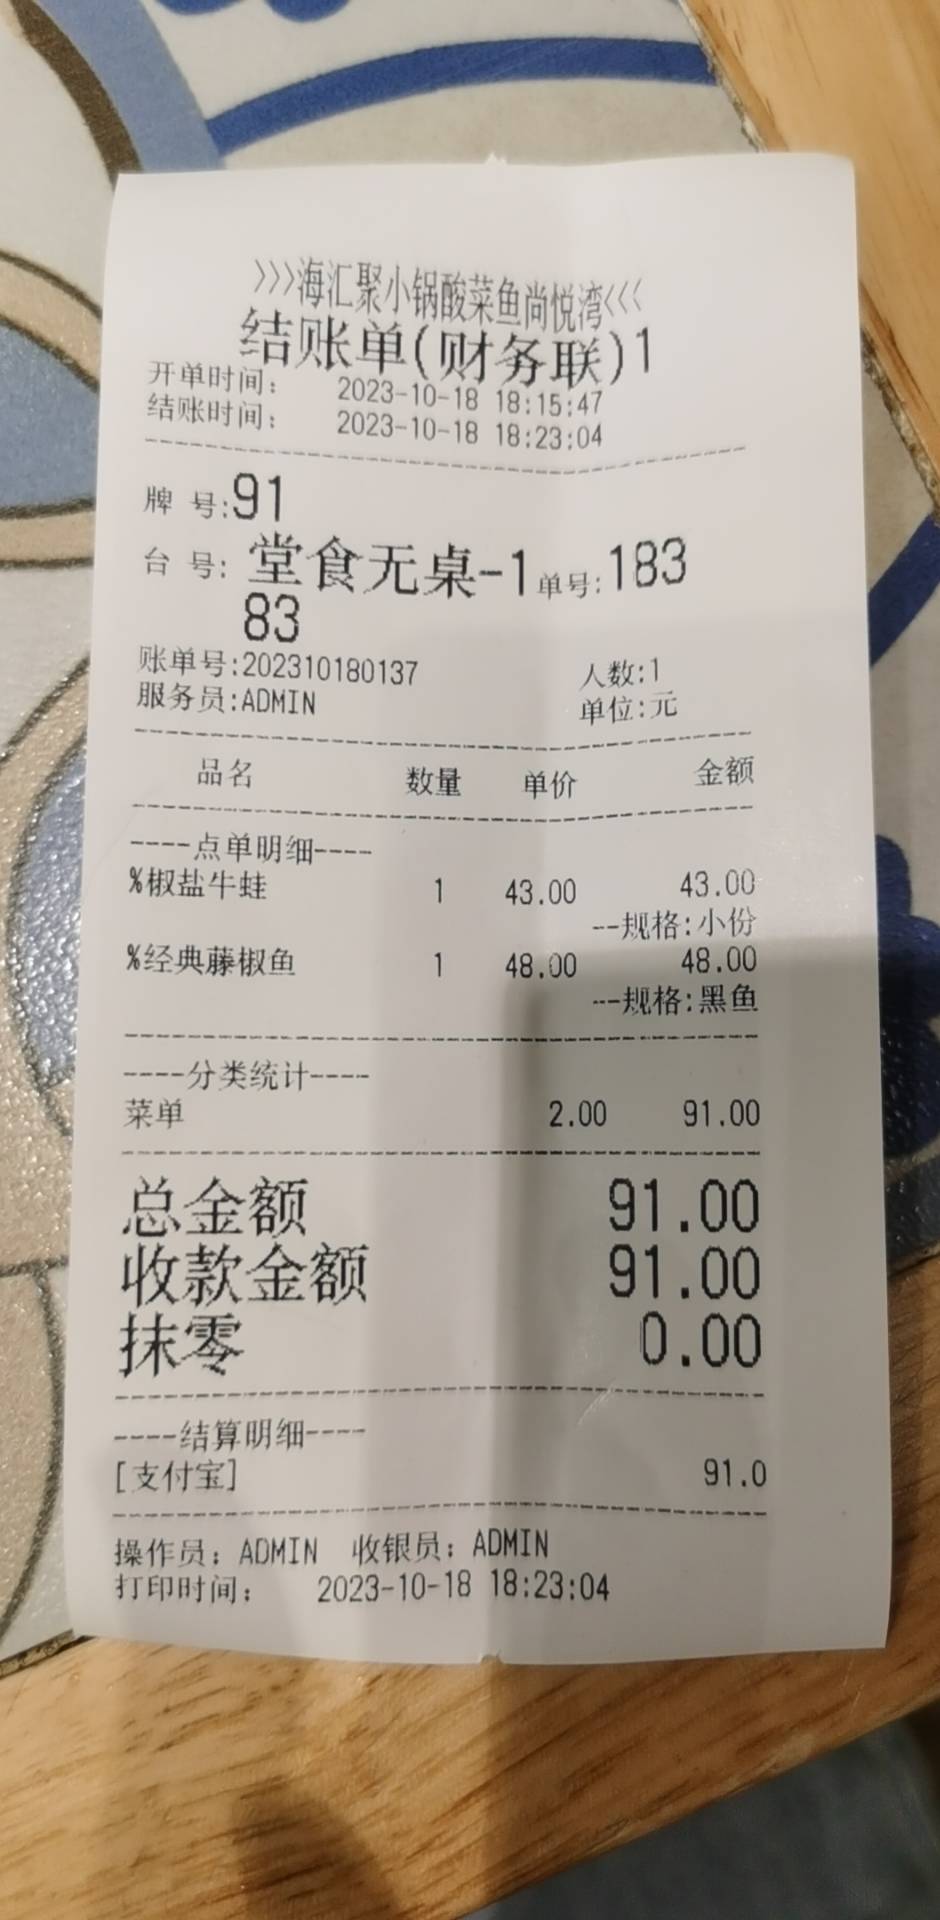 >>>海汇聚小锅酸菜鱼尚悦湾<<<
结账单(财务联)1
开单时间: 2023-10-18 18:15:47
结账时间: 2023-10-18 18:23:04
牌 号:91
台 号: 堂食无桌-1 单号:183
83
账单号:202310180137 人数:1
服务员:ADMIN 单位:元
品名 数量 单价 金额
----点单明细----
%椒盐牛蛙 1 43.00 43.00
--规格:小份
%经典藤椒鱼 1 48.00 48.00
---规格:黑鱼
----分类统计----
菜单 2.00 91.00
总金额 91.00
收款金额 91.00
抹零 0.00
----结算明细----
[支付宝] 91.0
操作员: ADMIN 收银员: ADMIN
打印时间: 2023-10-18 18:23:04